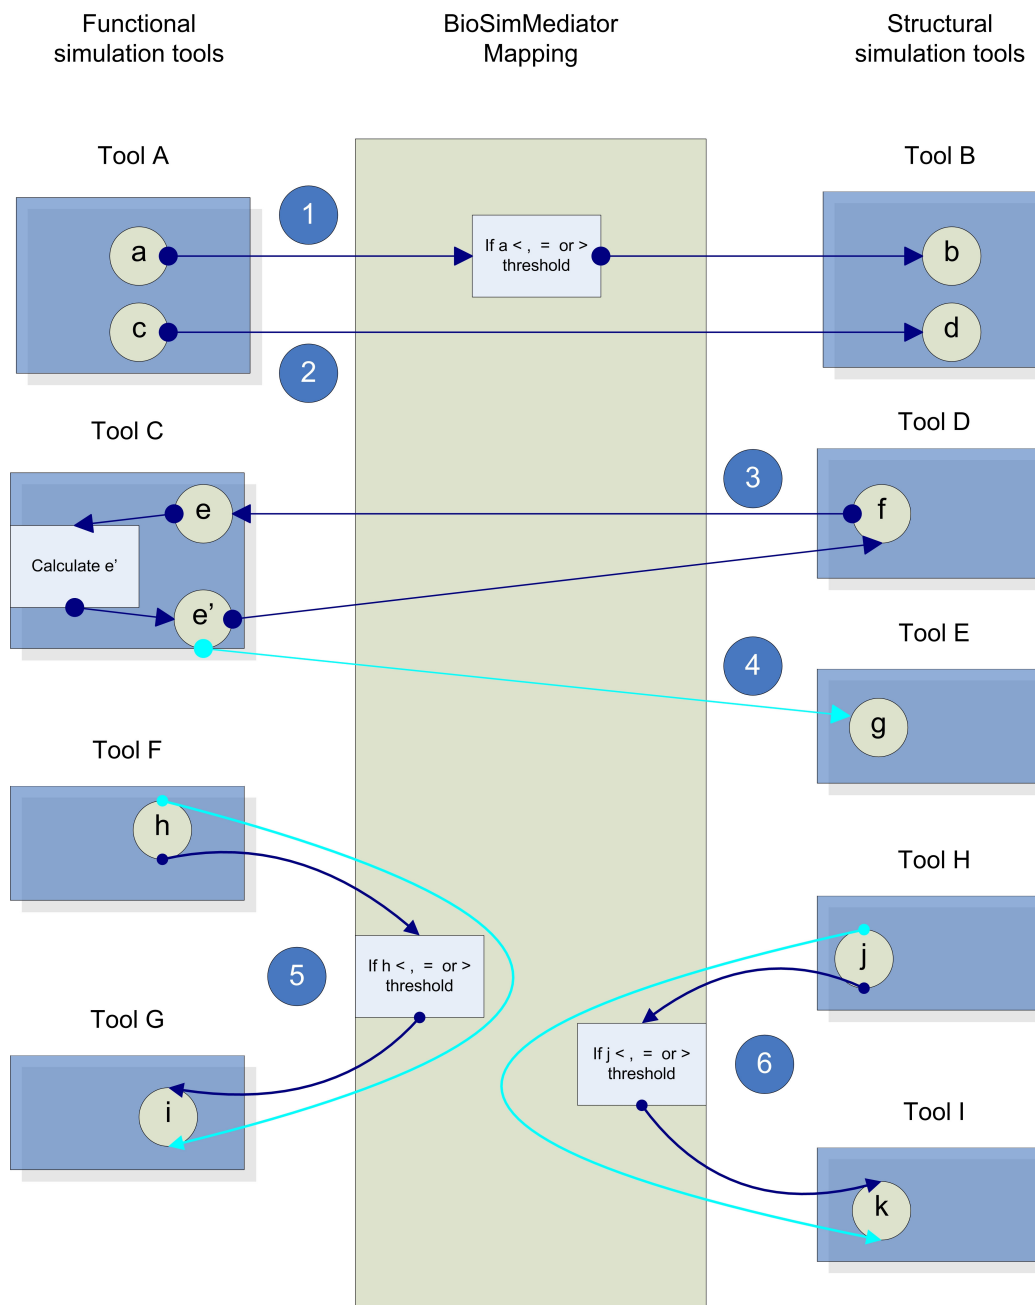 Functional
simulation tools
BioSimMediator
Mapping
Structural
simulation tools
Tool A
Tool B
1
a
If a < , = or >
threshold
b
c
d
2
Tool C
Tool D
3
e
f
Calculate e’
e’
Tool E
4
g
Tool F
h
Tool H
j
5
If h < , = or >
threshold
Tool G
6
If j < , = or >
threshold
i
Tool I
k